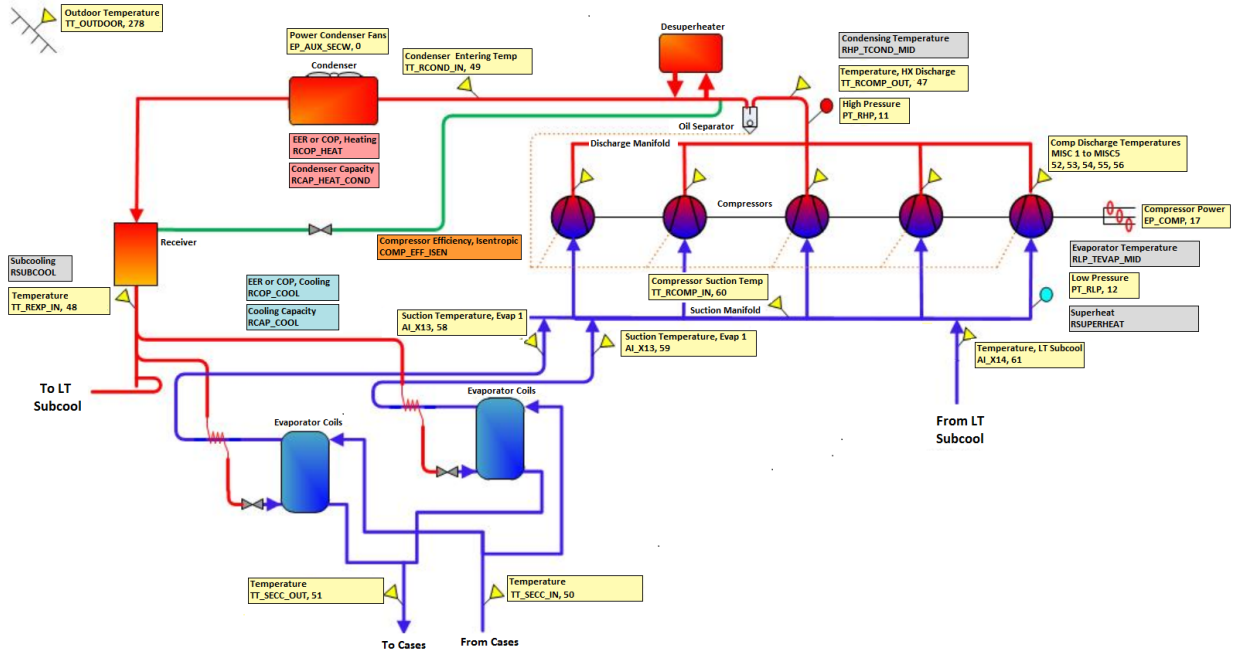 Outdoor Temperature
TT_OUTDOOR, 278
Power Condenser Fans
EP_AUX_SECW, 0
Condenser
Condenser  Entering Temp
TT_RCOND_IN, 49
Desuperheater
Condensing Temperature
RHP_TCOND_MID
Temperature, HX Discharge
TT_RCOMP_OUT, 47
High Pressure
PT_RHP, 11
Oil Separator
EER or COP, Heating
RCOP_HEAT
Condenser Capacity
RCAP_HEAT_COND
Discharge Manifold
Comp Discharge Temperatures
MISC 1 to MISC5
52, 53, 54, 55, 56
Compressors
Compressor Power
EP_COMP, 17
Receiver
Compressor Efficiency, Isentropic
COMP_EFF_ISEN
Evaporator Temperature
RLP_TEVAP_MID
Subcooling
RSUBCOOL
Temperature
TT_REXP_IN, 48
EER or COP, Cooling
RCOP_COOL
Cooling Capacity
RCAP_COOL
Compressor Suction Temp
TT_RCOMP_IN, 60
Low Pressure
PT_RLP, 12
Suction Manifold
Superheat
RSUPERHEAT
Suction Temperature, Evap 1
AI_X13, 58
Suction Temperature, Evap 1
AI_X13, 59
Temperature, LT Subcool
AI_X14, 61
To LT
Subcool
Evaporator Coils
Evaporator Coils
From LT
Subcool
Temperature
TT_SECC_OUT, 51
Temperature
TT_SECC_IN, 50
To Cases
From Cases